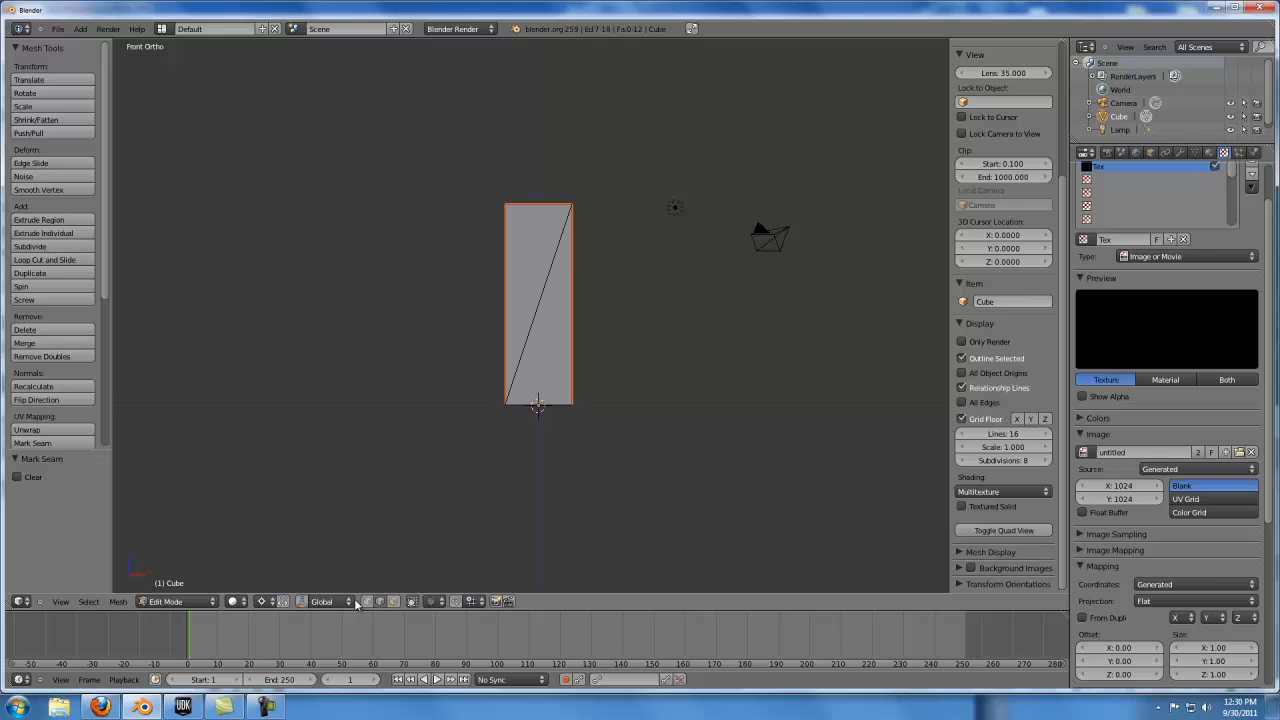 Blender
File Add Render Help Default Scene Blender Render blender.org 259 | Ed:7-18 | Fa:0-12 | Cube
Mesh Tools
Transform:
Translate
Rotate
Scale
Shrink/Fatten
Push/Pull
Deform:
Edge Slide
Noise
Smooth Vertex
Add:
Extrude Region
Extrude Individual
Subdivide
Loop Cut and Slide
Duplicate
Spin
Screw
Remove:
Delete
Merge
Remove Doubles
Normals:
Recalculate
Flip Direction
UV Mapping:
Unwrap
Mark Seam
Mark Seam
Clear
Front Ortho
(1) Cube
View
Lens: 35.000
Lock to Object:
Lock to Cursor
Lock Camera to View
Clip:
Start: 0.100
End: 1000.000
Local Camera
Camera
3D Cursor Location:
X: 0.0000
Y: 0.0000
Z: 0.0000
Item
Cube
Display
Only Render
Outline Selected
All Object Origins
Relationship Lines
All Edges
Grid Floor X Y Z
Lines: 16
Scale: 1.000
Subdivisions: 8
Shading:
Multitexture
Textured Solid
Toggle Quad View
Mesh Display
Background Images
Transform Orientations
View Search All Scenes
Scene
RenderLayers
World
Camera
Cube
Lamp
Tex
Tex F
Type: Image or Movie
Preview
Texture Material Both
Show Alpha
Colors
Image
untitled 2 F
Source: Generated
X: 1024 Blank
Y: 1024 UV Grid
Float Buffer Color Grid
Image Sampling
Image Mapping
Mapping
Coordinates: Generated
Projection: Flat
From Dupli X Y Z
Offset: Size:
X: 0.00 X: 1.00
Y: 0.00 Y: 1.00
Z: 0.00 Z: 1.00
View Select Mesh Edit Mode Global
-50 -40 -30 -20 -10 0 10 20 30 40 50 60 70 80 90 100 110 120 130 140 150 160 170 180 190 200 210 220 230 240 250 260 270 280
View Frame Playback Start: 1 End: 250 1 No Sync
UDK
12:30 PM
9/30/2011